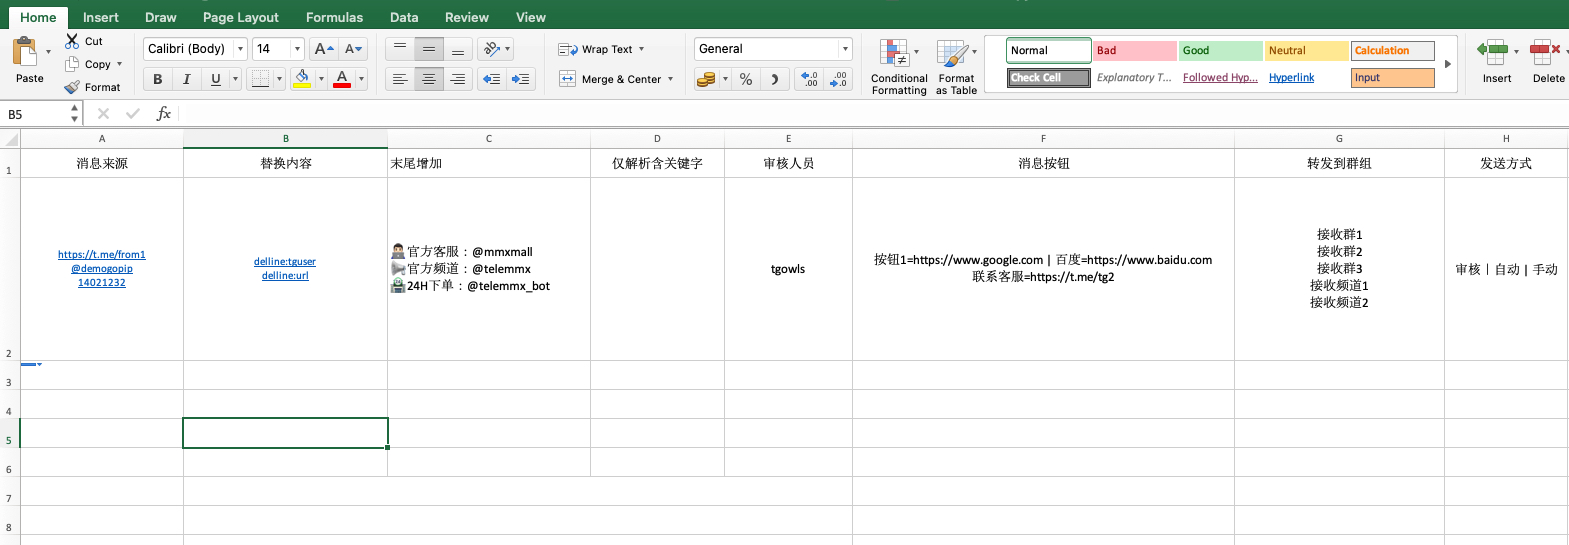 Home Insert Draw Page Layout Formulas Data Review View
Paste
Cut
Copy
Format
Calibri (Body) 14
B I U
Wrap Text
Merge & Center
General
Conditional Formatting
Format as Table
Normal Bad Good Neutral Calculation
Check Cell Explanatory T... Followed Hyp... Hyperlink Input
Insert
Delete
B5 fx
A B C D E F G H
1 消息来源 替换内容 末尾增加 仅解析含关键字 审核人员 消息按钮 转发到群组 发送方式
https://t.me/from1
@demogopip
14021232
delline:tguser
delline:url
官方客服：@mmxmall
官方频道：@telemmx
24H下单：@telemmx_bot
tgowls
按钮1=https://www.google.com | 百度=https://www.baidu.com
联系客服=https://t.me/tg2
接收群1
接收群2
接收群3
接收频道1
接收频道2
审核 | 自动 | 手动
2
3
4
5
6
7
8